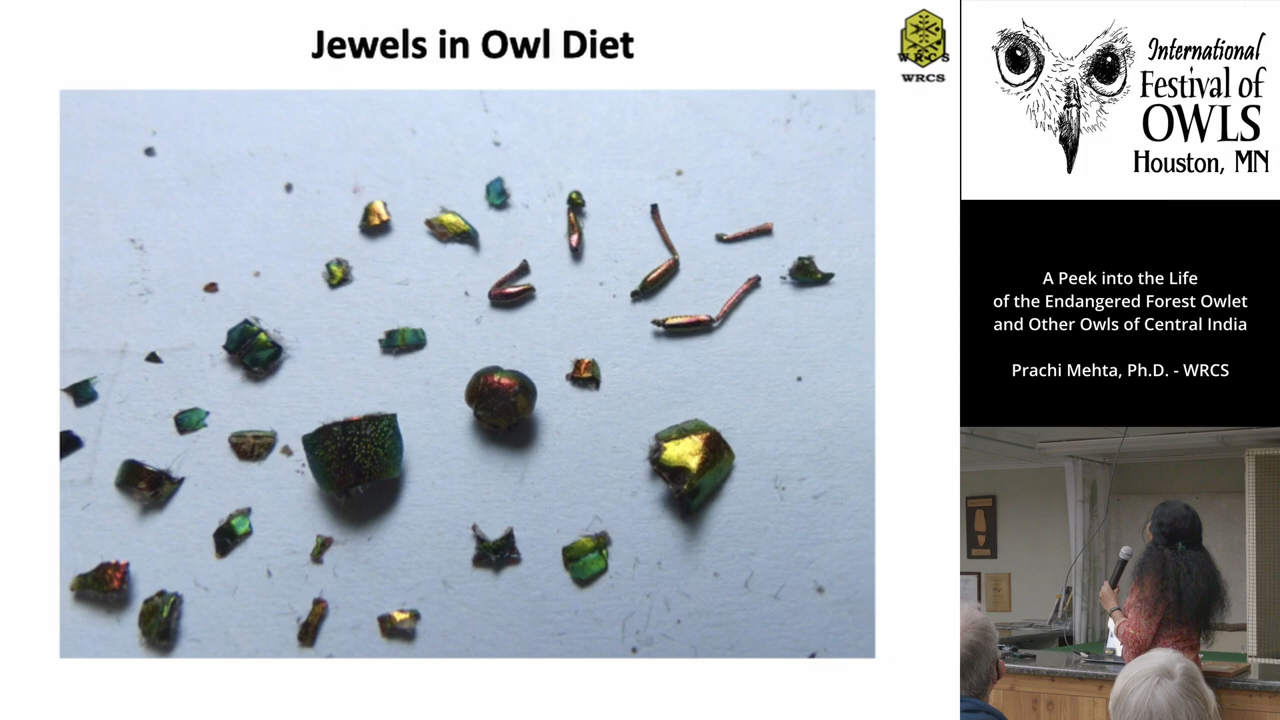 Jewels in Owl Diet
WRCS
WRCS
International
Festival of
OWLS
Houston, MN
A Peek into the Life
of the Endangered Forest Owlet
and Other Owls of Central India
Prachi Mehta, Ph.D. - WRCS